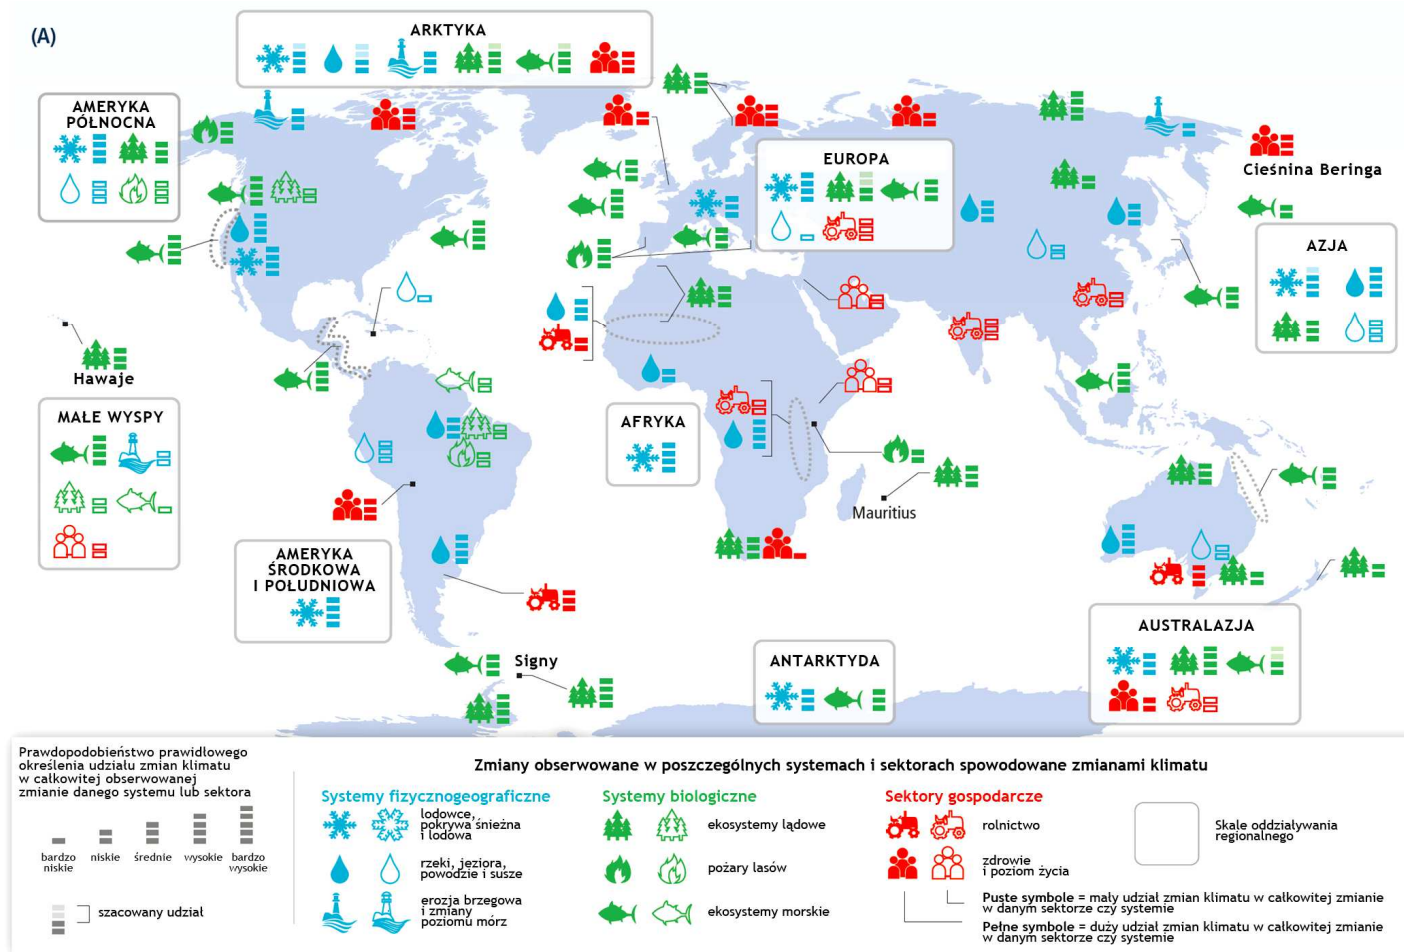 (A)
ARKTYKA
AMERYKA
PÓŁNOCNA
EUROPA
Cieśnina Beringa
AZJA
Hawaje
MAŁE WYSPY
AFRYKA
Mauritius
AMERYKA
ŚRODKOWA
I POŁUDNIOWA
Signy
ANTARKTYDA
AUSTRALAZJA
Prawdopodobieństwo prawidłowego
określenia udziału zmian klimatu
w całkowitej obserwowanej
zmianie danego systemu lub sektora
bardzo
niskie
niskie
średnie
wysokie
bardzo
wysokie
szacowany udział
Zmiany obserwowane w poszczególnych systemach i sektorach spowodowane zmianami klimatu
Systemy fizycznogeograficzne
lodowce,
pokrywa śnieżna
i lodowa
rzeki, jeziora,
powodzie i susze
erozja brzegowa
i zmiany
poziomu mórz
Systemy biologiczne
ekosystemy lądowe
pożary lasów
ekosystemy morskie
Sektory gospodarcze
rolnictwo
zdrowie
i poziom życia
Skale oddziaływania
regionalnego
Puste symbole = mały udział zmian klimatu w całkowitej zmianie
w danym sektorze czy systemie
Pełne symbole = duży udział zmian klimatu w całkowitej zmianie
w danym sektorze czy systemie